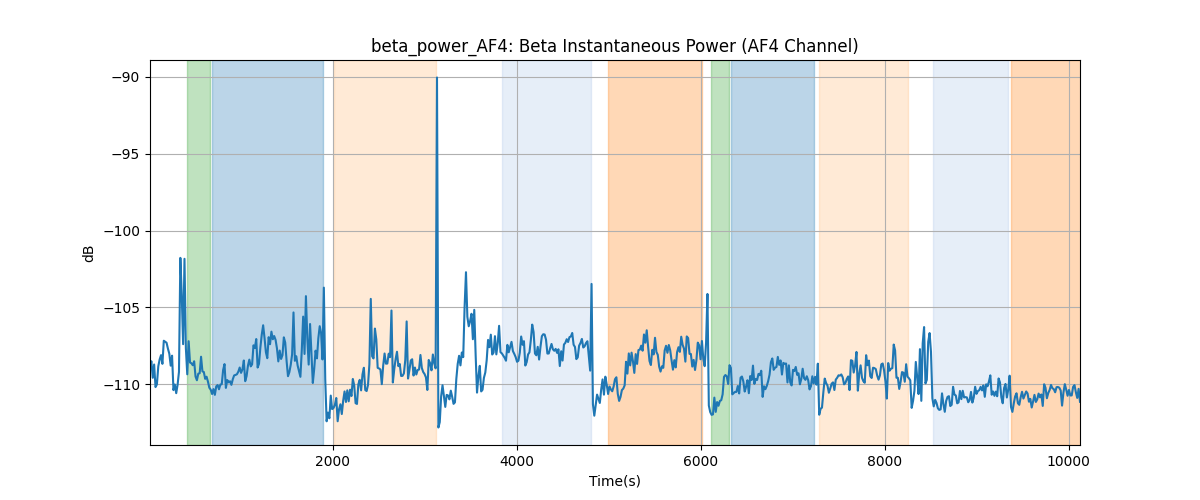 beta_power_AF4: Beta Instantaneous Power (AF4 Channel)
−90
−95
−100
−105
−110
dB
2000 4000 6000 8000 10000
Time(s)